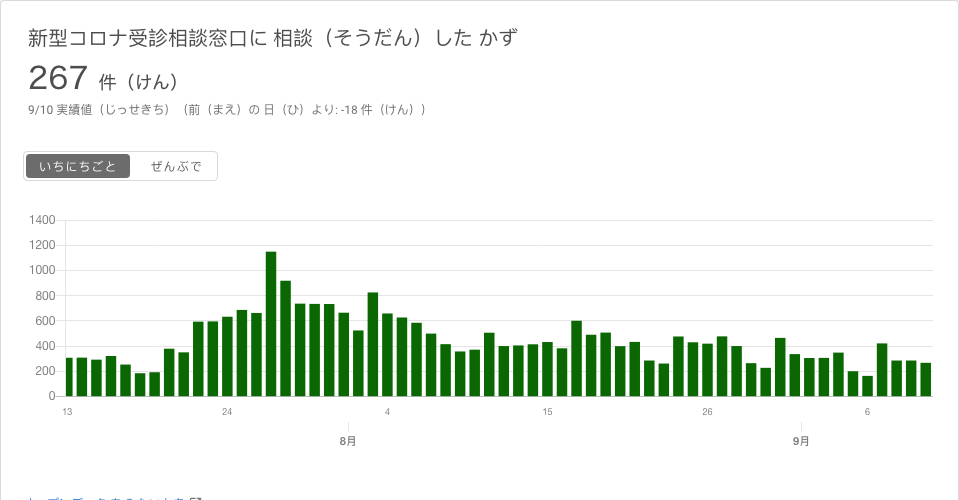 新型コロナ受診相談窓口に 相談（そうだん）した かず
267 件（けん）
9/10 実績値（じっせきち）（前（まえ）の 日（ひ）より: -18 件（けん））
いちにちごと ぜんぶで
1400
1200
1000
800
600
400
200
0
13 24 4 15 26 6
8月 9月